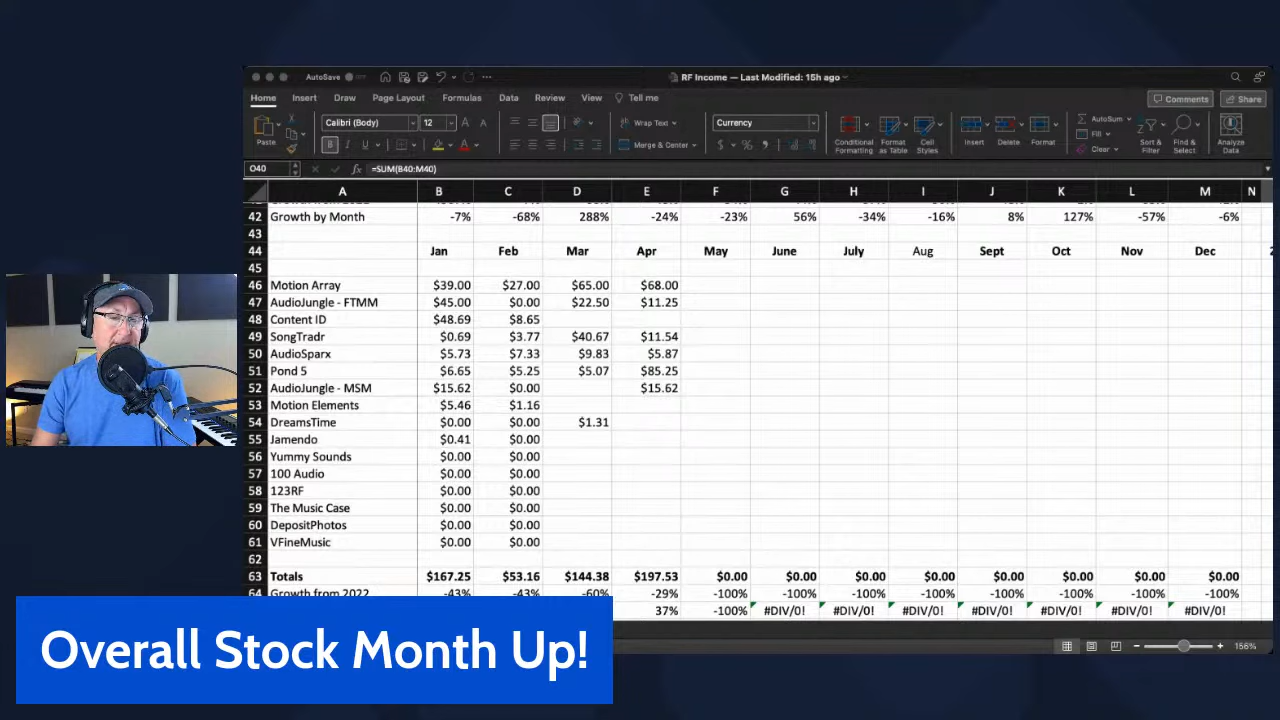 AutoSave
RF Income — Last Modified: 15h ago
Home Insert Draw Page Layout Formulas Data Review View Tell me Comments Share
Paste Calibri (Body) 12 A A Wrap Text Currency AutoSum
B I U A Merge & Center $ % Conditional Formatting Format as Table Cell Styles Insert Delete Format Fill Clear Sort & Filter Find & Select Analyze Data
O40 fx =SUM(B40:M40)
A B C D E F G H I J K L M N
42 Growth by Month -7% -68% 288% -24% -23% 56% -34% -16% 8% 127% -57% -6%
43
44 Jan Feb Mar Apr May June July Aug Sept Oct Nov Dec
45
46 Motion Array $39.00 $27.00 $65.00 $68.00
47 AudioJungle - FTMM $45.00 $0.00 $22.50 $11.25
48 Content ID $48.69 $8.65
49 SongTradr $0.69 $3.77 $40.67 $11.54
50 AudioSparx $5.73 $7.33 $9.83 $5.87
51 Pond 5 $6.65 $5.25 $5.07 $85.25
52 AudioJungle - MSM $15.62 $0.00 $15.62
53 Motion Elements $5.46 $1.16
54 DreamsTime $0.00 $0.00 $1.31
55 Jamendo $0.41 $0.00
56 Yummy Sounds $0.00 $0.00
57 100 Audio $0.00 $0.00
58 123RF $0.00 $0.00
59 The Music Case $0.00 $0.00
60 DepositPhotos $0.00 $0.00
61 VFineMusic $0.00 $0.00
62
63 Totals $167.25 $53.16 $144.38 $197.53 $0.00 $0.00 $0.00 $0.00 $0.00 $0.00 $0.00 $0.00
64 Growth from 2022 -43% -43% -60% -29% -100% -100% -100% -100% -100% -100% -100% -100%
37% -100% #DIV/0! #DIV/0! #DIV/0! #DIV/0! #DIV/0! #DIV/0! #DIV/0!
Overall Stock Month Up!
156%